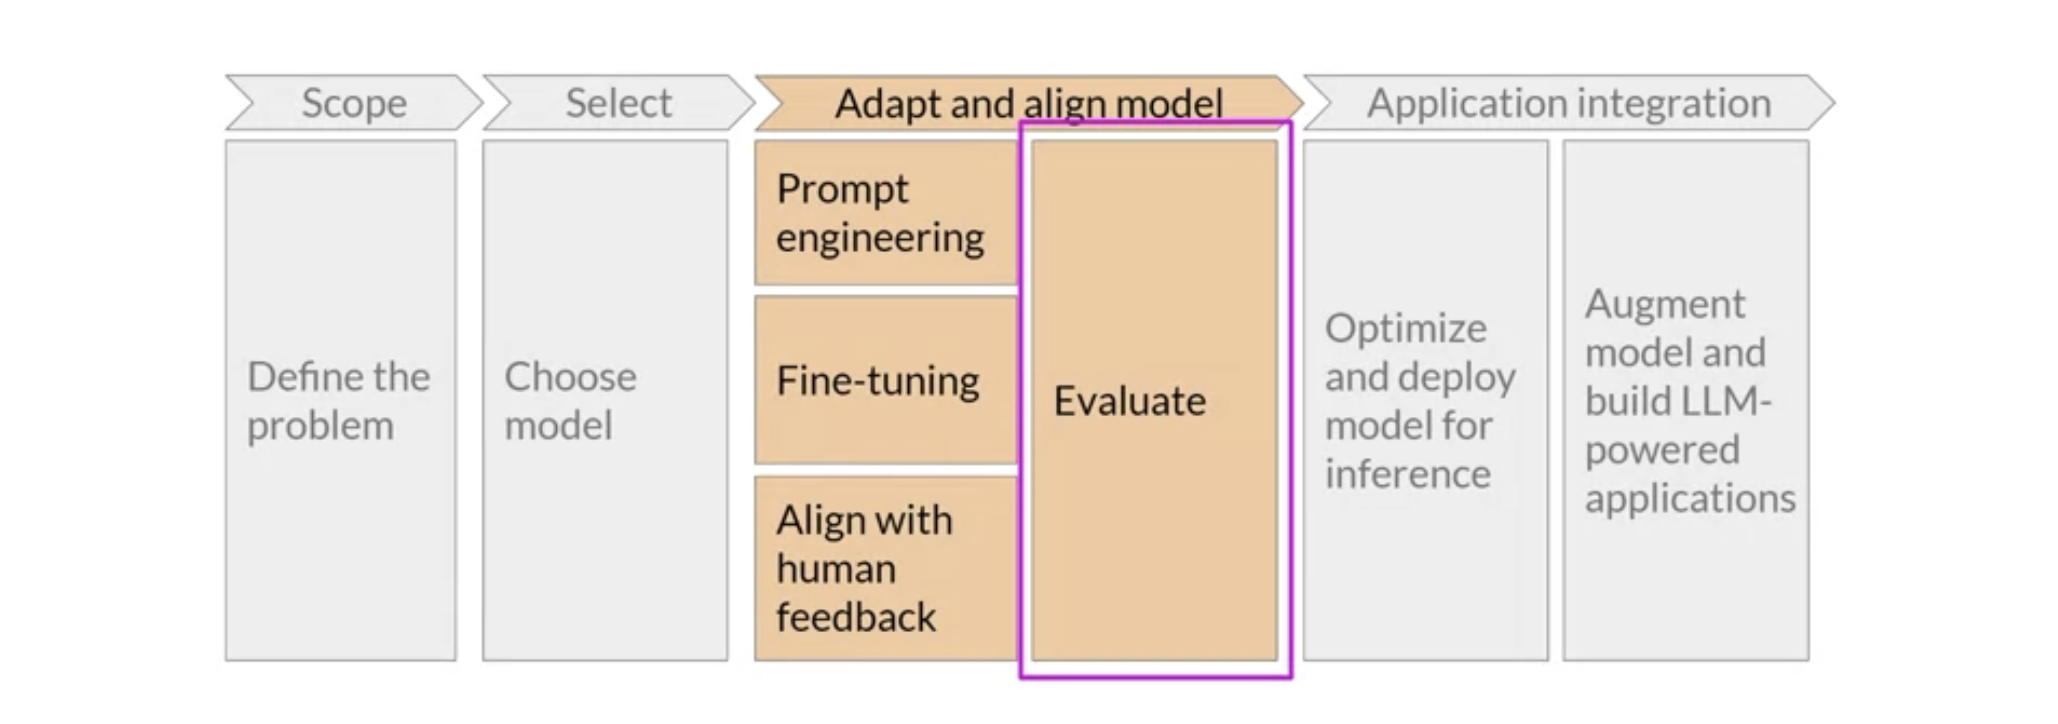 Scope
Select
Adapt and align model
Application integration
Define the
problem
Choose
model
Prompt
engineering
Fine-tuning
Align with
human
feedback
Evaluate
Optimize
and deploy
model for
inference
Augment
model and
build LLM-
powered
applications